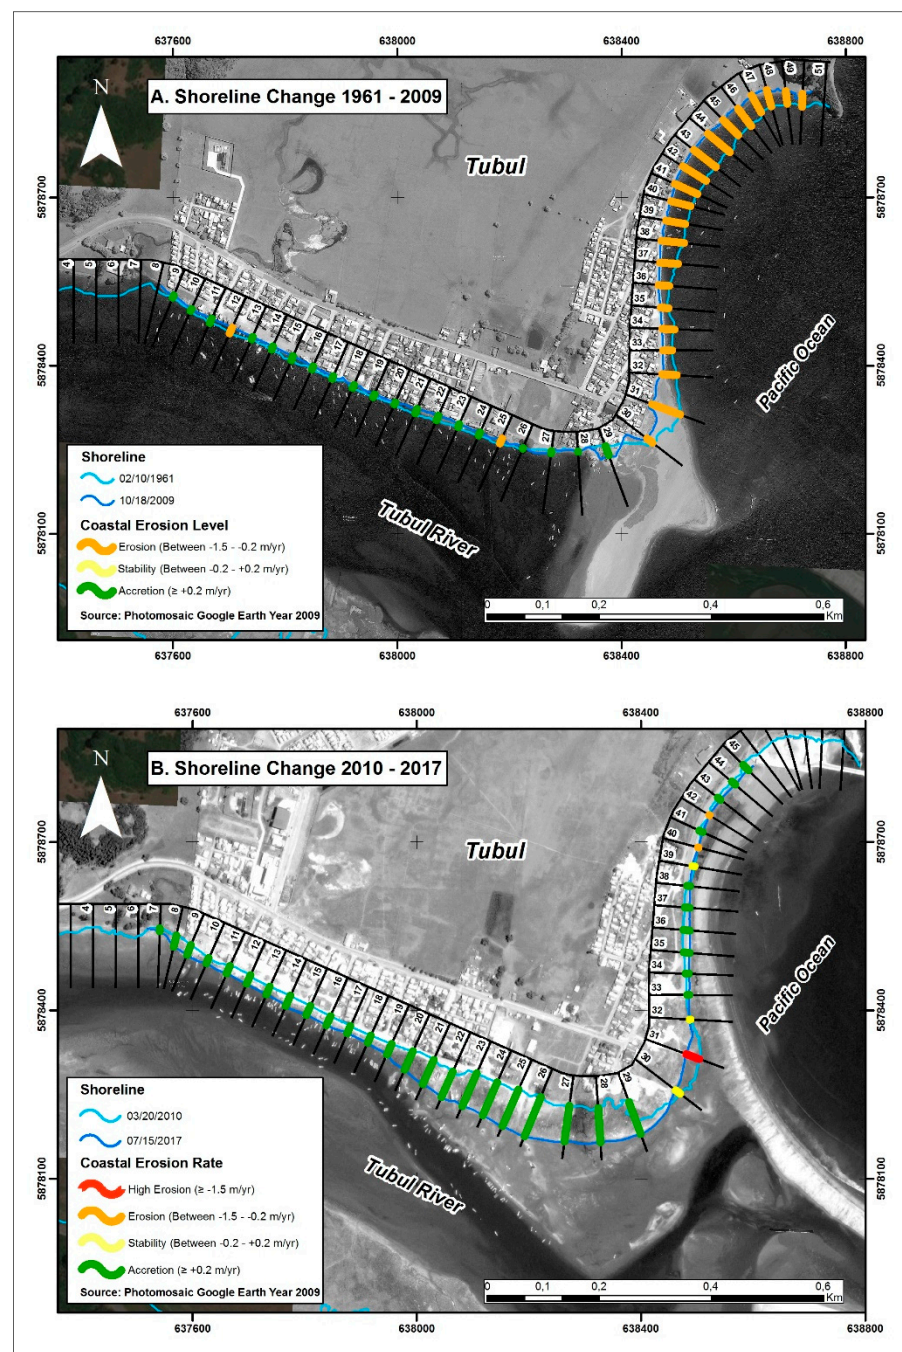 637600 638000 638400 638800
N
A. Shoreline Change 1961 - 2009
Tubul
5878700 5878700
5878400 5878400
5878100 5878100
4 5 6 7 8 9 10 11 12 13 14 15 16 17 18 19 20 21 22 23 24 25 26 27 28 29 30 31 32 33 34 35 36 37 38 39 40 41 42 43 44 45 46 47 48 49 51
Pacific Ocean
Tubul River
Shoreline
02/10/1961
10/18/2009
Coastal Erosion Level
Erosion (Between -1.5 - -0.2 m/yr)
Stability (Between -0.2 - +0.2 m/yr)
Accretion (≥ +0.2 m/yr)
Source: Photomosaic Google Earth Year 2009
0 0,1 0,2 0,4 0,6
Km
637600 638000 638400 638800
637600 638000 638400 638800
N
B. Shoreline Change 2010 - 2017
Tubul
5878700 5878700
5878400 5878400
5878100 5878100
4 5 6 7 8 9 10 11 12 13 14 15 16 17 18 19 20 21 22 23 24 25 26 27 28 29 30 31 32 33 34 35 36 37 38 39 40 41 42 43 44 45
Pacific Ocean
Tubul River
Shoreline
03/20/2010
07/15/2017
Coastal Erosion Rate
High Erosion (≥ -1.5 m/yr)
Erosion (Between -1.5 - -0.2 m/yr)
Stability (Between -0.2 - +0.2 m/yr)
Accretion (≥ +0.2 m/yr)
Source: Photomosaic Google Earth Year 2009
0 0,1 0,2 0,4 0,6
Km
637600 638000 638400 638800